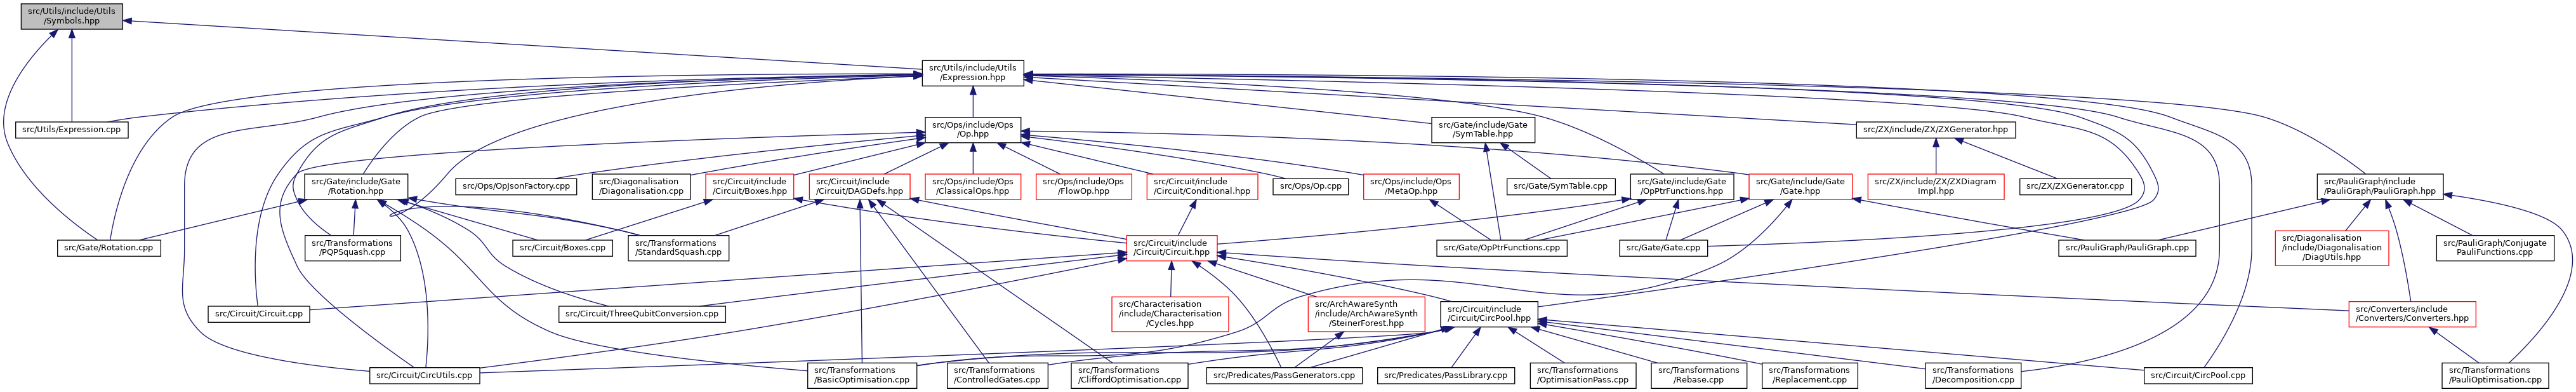 src/Utils/include/Utils
/Symbols.hpp
src/Utils/include/Utils
/Expression.hpp
src/Utils/Expression.cpp
src/Ops/include/Ops
/Op.hpp
src/Gate/include/Gate
/SymTable.hpp
src/ZX/include/ZX/ZXGenerator.hpp
src/Gate/include/Gate
/Rotation.hpp
src/Ops/OpJsonFactory.cpp
src/Diagonalisation
/Diagonalisation.cpp
src/Circuit/include
/Circuit/Boxes.hpp
src/Circuit/include
/Circuit/DAGDefs.hpp
src/Ops/include/Ops
/ClassicalOps.hpp
src/Ops/include/Ops
/FlowOp.hpp
src/Circuit/include
/Circuit/Conditional.hpp
src/Ops/Op.cpp
src/Ops/include/Ops
/MetaOp.hpp
src/Gate/SymTable.cpp
src/Gate/include/Gate
/OpPtrFunctions.hpp
src/Gate/include/Gate
/Gate.hpp
src/ZX/include/ZX/ZXDiagram
Impl.hpp
src/ZX/ZXGenerator.cpp
src/PauliGraph/include
/PauliGraph/PauliGraph.hpp
src/Gate/Rotation.cpp
src/Transformations
/PQPSquash.cpp
src/Circuit/Boxes.cpp
src/Transformations
/StandardSquash.cpp
src/Circuit/include
/Circuit/Circuit.hpp
src/Gate/OpPtrFunctions.cpp
src/Gate/Gate.cpp
src/PauliGraph/PauliGraph.cpp
src/Diagonalisation
/include/Diagonalisation
/DiagUtils.hpp
src/PauliGraph/Conjugate
PauliFunctions.cpp
src/Circuit/Circuit.cpp
src/Circuit/ThreeQubitConversion.cpp
src/Characterisation
/include/Characterisation
/Cycles.hpp
src/ArchAwareSynth
/include/ArchAwareSynth
/SteinerForest.hpp
src/Circuit/include
/Circuit/CircPool.hpp
src/Converters/include
/Converters/Converters.hpp
src/Circuit/CircUtils.cpp
src/Transformations
/BasicOptimisation.cpp
src/Transformations
/ControlledGates.cpp
src/Transformations
/CliffordOptimisation.cpp
src/Predicates/PassGenerators.cpp
src/Predicates/PassLibrary.cpp
src/Transformations
/OptimisationPass.cpp
src/Transformations
/Rebase.cpp
src/Transformations
/Replacement.cpp
src/Transformations
/Decomposition.cpp
src/Circuit/CircPool.cpp
src/Transformations
/PauliOptimisation.cpp